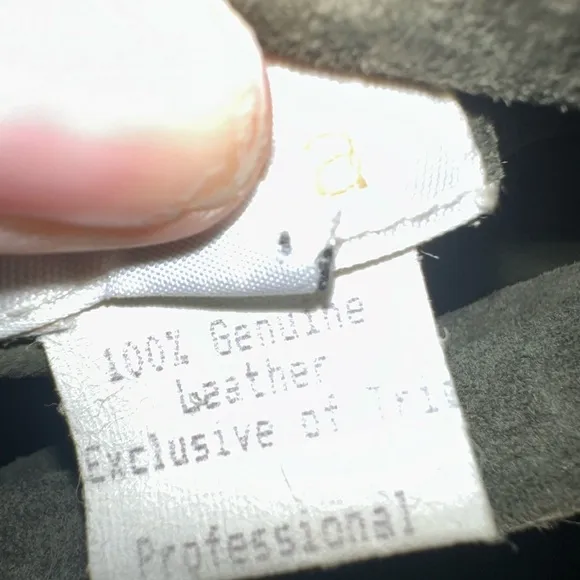 100% Genuine
Leather
Exclusive of
Professional